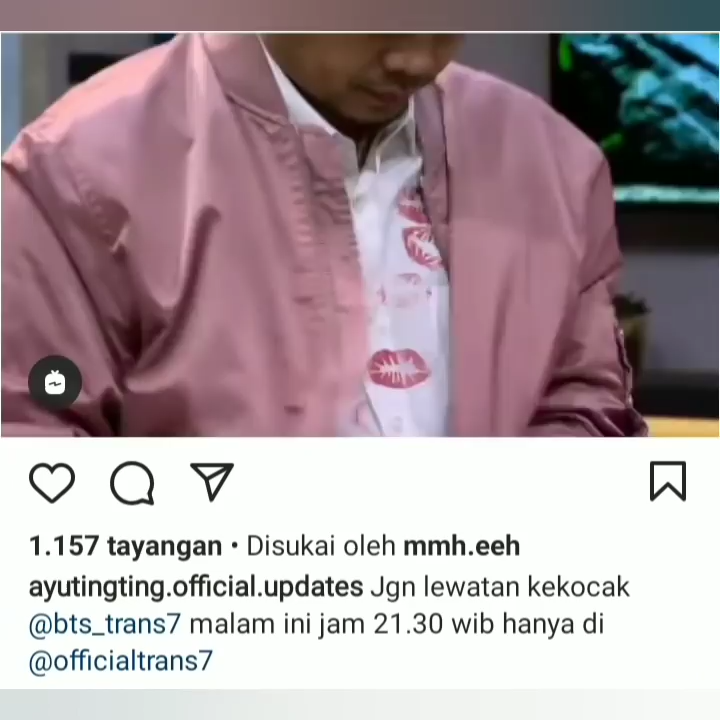 1.157 tayangan • Disukai oleh mmh.eeh
ayutingting.official.updates Jgn lewatan kekocak
@bts_trans7 malam ini jam 21.30 wib hanya di
@officialtrans7